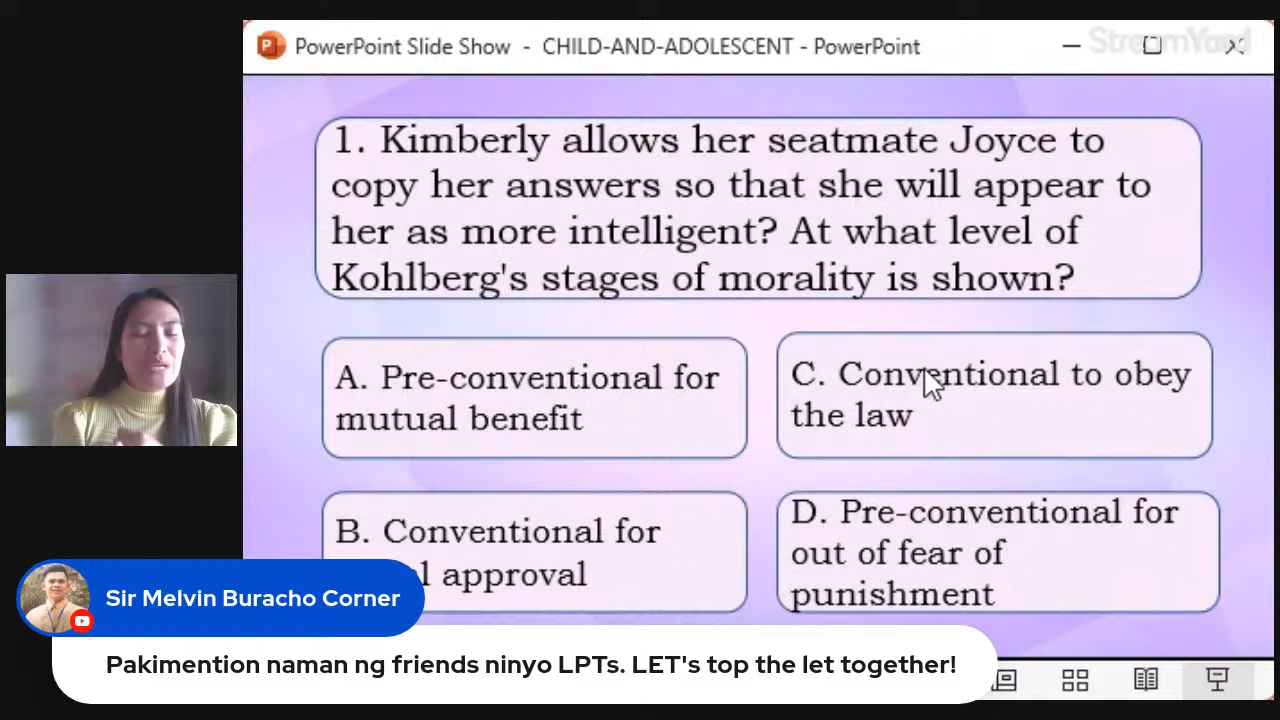 PowerPoint Slide Show - CHILD-AND-ADOLESCENT - PowerPoint
StreamYard
1. Kimberly allows her seatmate Joyce to
copy her answers so that she will appear to
her as more intelligent? At what level of
Kohlberg's stages of morality is shown?
A. Pre-conventional for
mutual benefit
C. Conventional to obey
the law
B. Conventional for
approval
D. Pre-conventional for
out of fear of
punishment
Sir Melvin Buracho Corner
Pakimention naman ng friends ninyo LPTs. LET's top the let together!